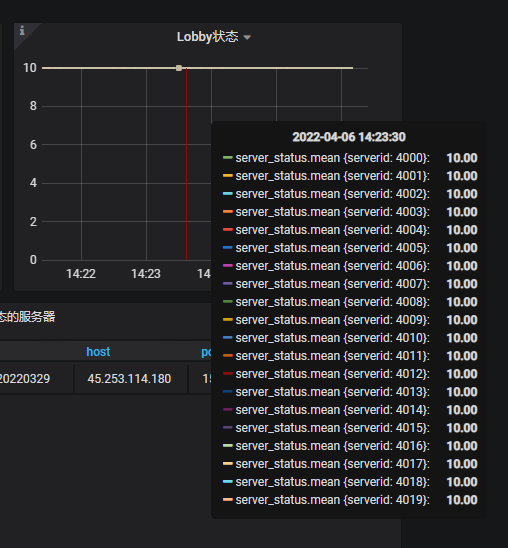 i
Lobby状态
10
8
6
4
2
0
14:22
14:23
2022-04-06 14:23:30
server_status.mean {serverid: 4000}: 10.00
server_status.mean {serverid: 4001}: 10.00
server_status.mean {serverid: 4002}: 10.00
server_status.mean {serverid: 4003}: 10.00
server_status.mean {serverid: 4004}: 10.00
server_status.mean {serverid: 4005}: 10.00
server_status.mean {serverid: 4006}: 10.00
server_status.mean {serverid: 4007}: 10.00
server_status.mean {serverid: 4008}: 10.00
server_status.mean {serverid: 4009}: 10.00
server_status.mean {serverid: 4010}: 10.00
server_status.mean {serverid: 4011}: 10.00
server_status.mean {serverid: 4012}: 10.00
server_status.mean {serverid: 4013}: 10.00
server_status.mean {serverid: 4014}: 10.00
server_status.mean {serverid: 4015}: 10.00
server_status.mean {serverid: 4016}: 10.00
server_status.mean {serverid: 4017}: 10.00
server_status.mean {serverid: 4018}: 10.00
server_status.mean {serverid: 4019}: 10.00
态的服务器
host
20220329 45.253.114.180